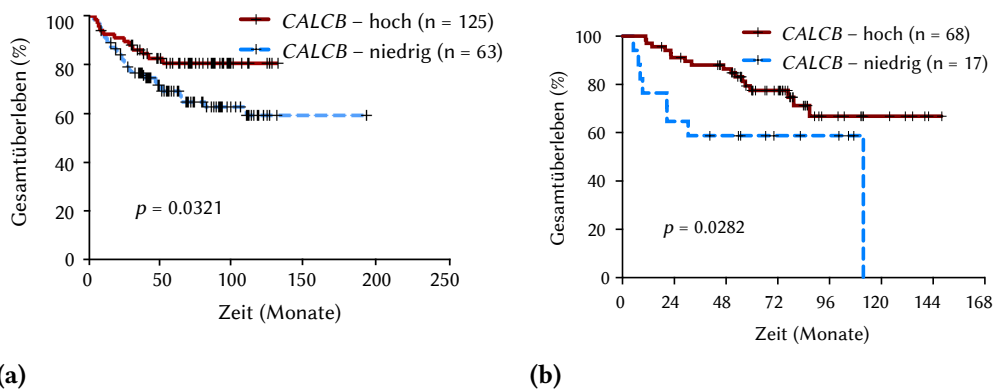 CALCB – hoch (n = 125)
CALCB – niedrig (n = 63)
Gesamtüberleben (%)
100
80
60
40
20
0
p = 0.0321
0 50 100 150 200 250
Zeit (Monate)
(a)
CALCB – hoch (n = 68)
CALCB – niedrig (n = 17)
Gesamtüberleben (%)
100
80
60
40
20
0
p = 0.0282
0 24 48 72 96 120 144 168
Zeit (Monate)
(b)